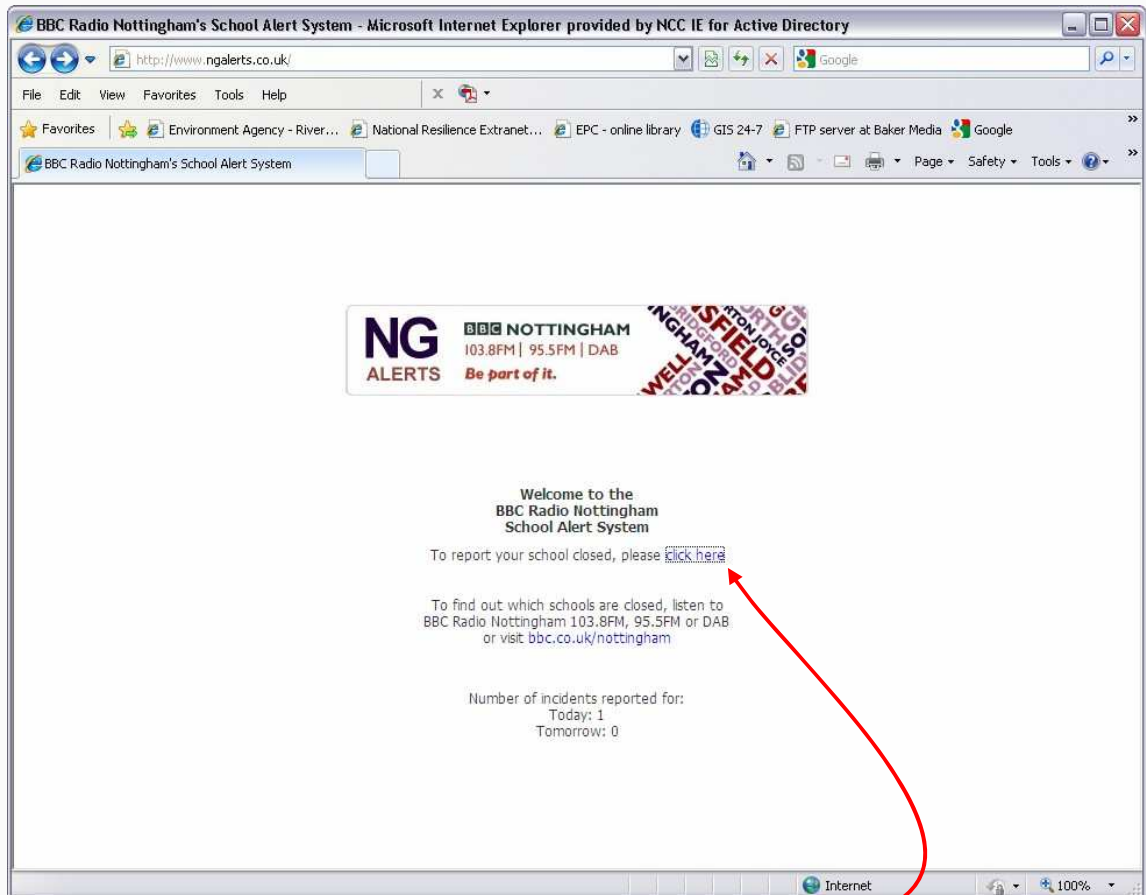 BBC Radio Nottingham's School Alert System - Microsoft Internet Explorer provided by NCC IE for Active Directory
http://www.ngalerts.co.uk/
Google
File Edit View Favorites Tools Help
x
Favorites Environment Agency - River... National Resilience Extranet... EPC - online library GIS 24-7 FTP server at Baker Media Google »
BBC Radio Nottingham's School Alert System Page Safety Tools »
NG
ALERTS
BBC NOTTINGHAM
103.8FM | 95.5FM | DAB
Be part of it.
Welcome to the
BBC Radio Nottingham
School Alert System
To report your school closed, please click here
To find out which schools are closed, listen to
BBC Radio Nottingham 103.8FM, 95.5FM or DAB
or visit bbc.co.uk/nottingham
Number of incidents reported for:
Today: 1
Tomorrow: 0
Internet 100%